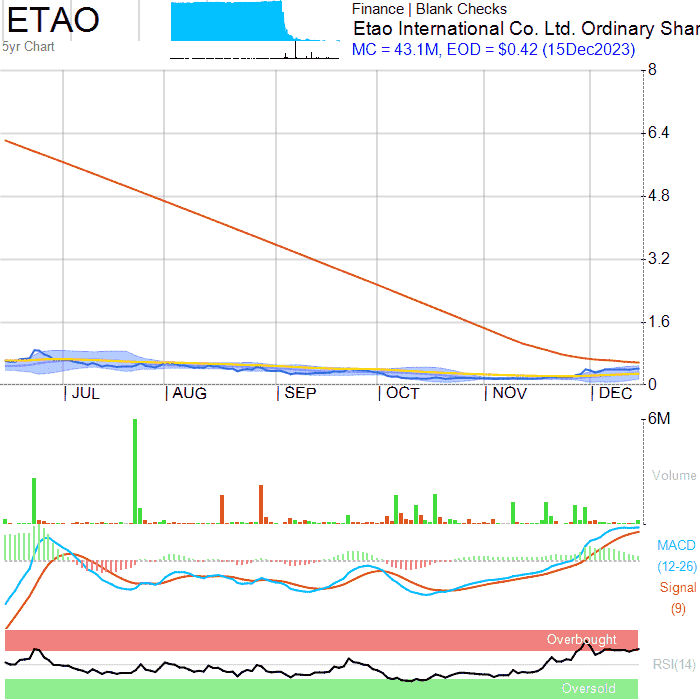 ETAO
5yr Chart
Finance | Blank Checks
Etao International Co. Ltd. Ordinary Shar
MC = 43.1M, EOD = $0.42 (15Dec2023)
8
6.4
4.8
3.2
1.6
0
JUL AUG SEP OCT NOV DEC
6M
Volume
MACD
(12-26)
Signal
(9)
Overbought
RSI(14)
Oversold